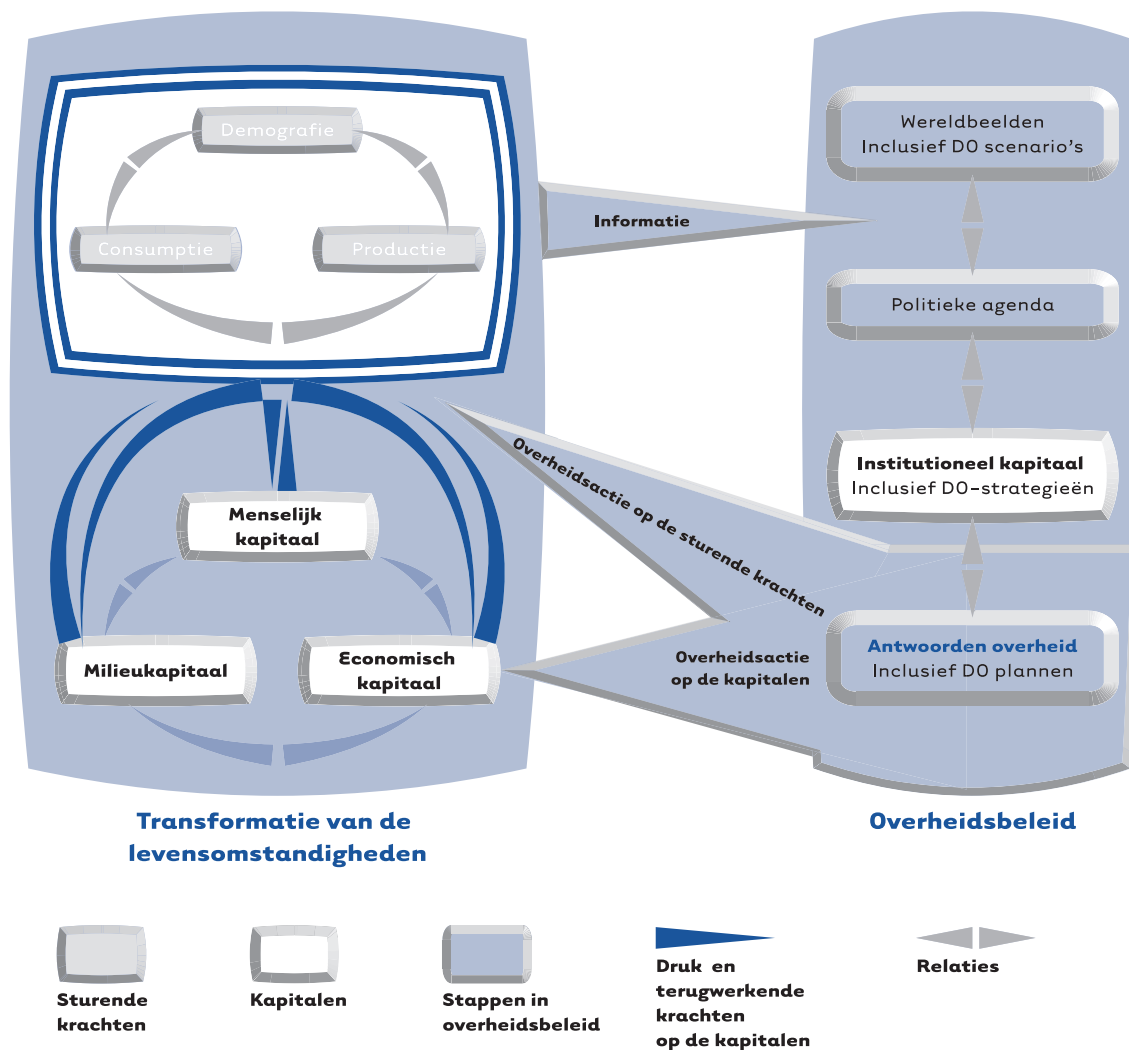 Demografie
Consumptie
Productie
Menselijk
kapitaal
Milieukapitaal
Economisch
kapitaal
Transformatie van de
levensomstandigheden
Informatie
Overheidsactie op de sturende krachten
Overheidsactie
op de kapitalen
Wereldbeelden
Inclusief DO scenario's
Politieke agenda
Institutioneel kapitaal
Inclusief DO-strategieën
Antwoorden overheid
Inclusief DO plannen
Overheidsbeleid
Sturende
krachten
Kapitalen
Stappen in
overheidsbeleid
Druk en
terugwerkende
krachten
op de kapitalen
Relaties